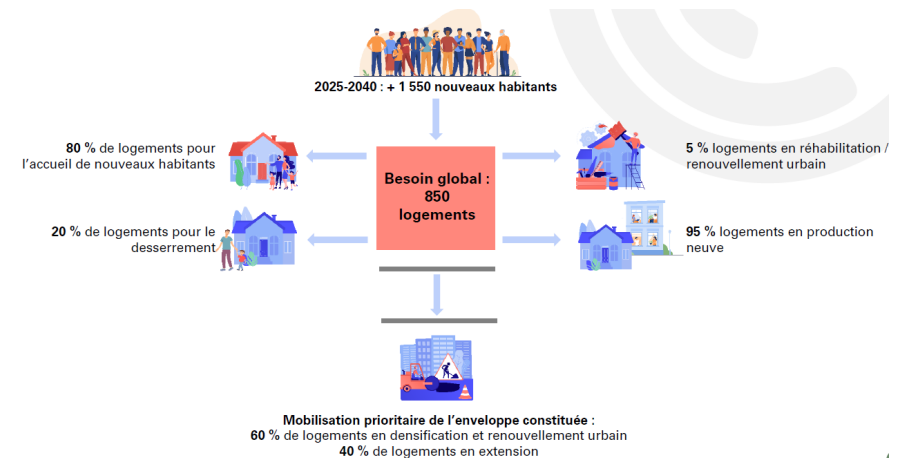 2025-2040 : + 1 550 nouveaux habitants
80 % de logements pour
l’accueil de nouveaux habitants
20 % de logements pour le
desserrement
Besoin global :
850
logements
5 % logements en réhabilitation /
renouvellement urbain
95 % logements en production
neuve
Mobilisation prioritaire de l’enveloppe constituée :
60 % de logements en densification et renouvellement urbain
40 % de logements en extension